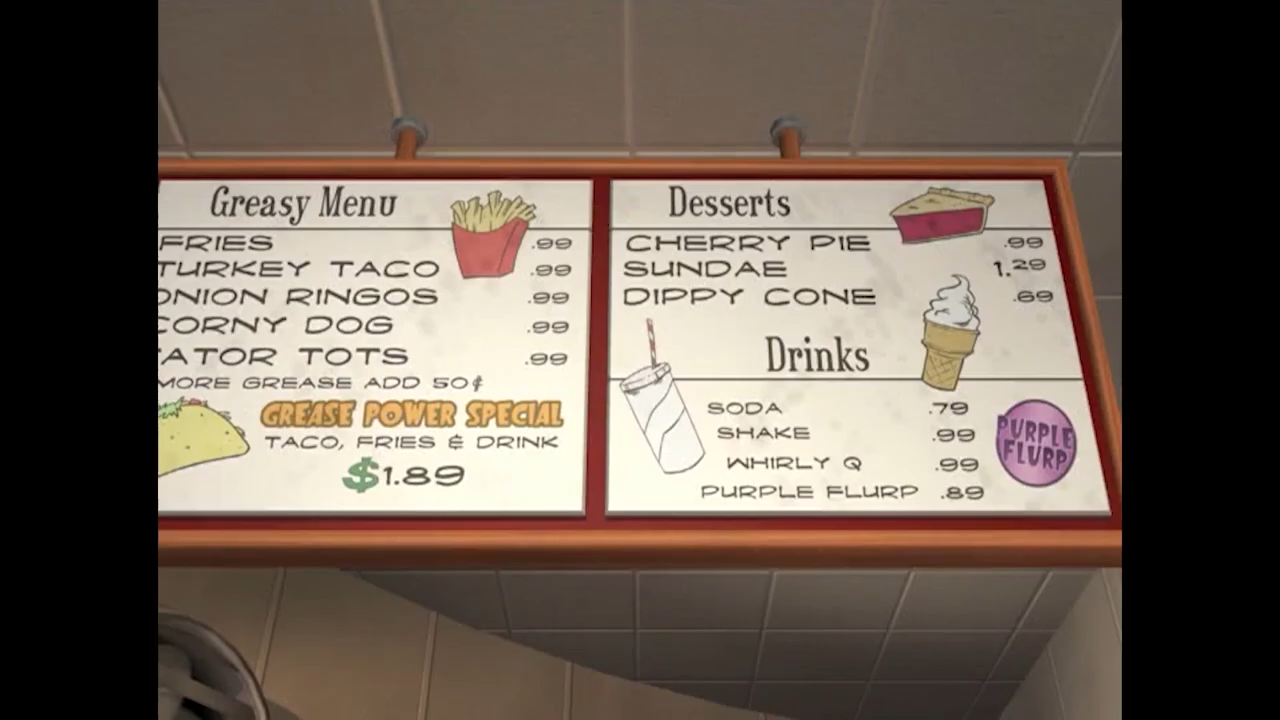 Greasy Menu
FRIES .99
TURKEY TACO .99
ONION RINGOS .99
CORNY DOG .99
ATOR TOTS .99
MORE GREASE ADD 50¢
GREASE POWER SPECIAL
TACO, FRIES & DRINK
$1.89
Desserts
CHERRY PIE .99
SUNDAE 1.29
DIPPY CONE .69
Drinks
SODA .79
SHAKE .99
WHIRLY Q .99
PURPLE FLURP .89
PURPLE
FLURP